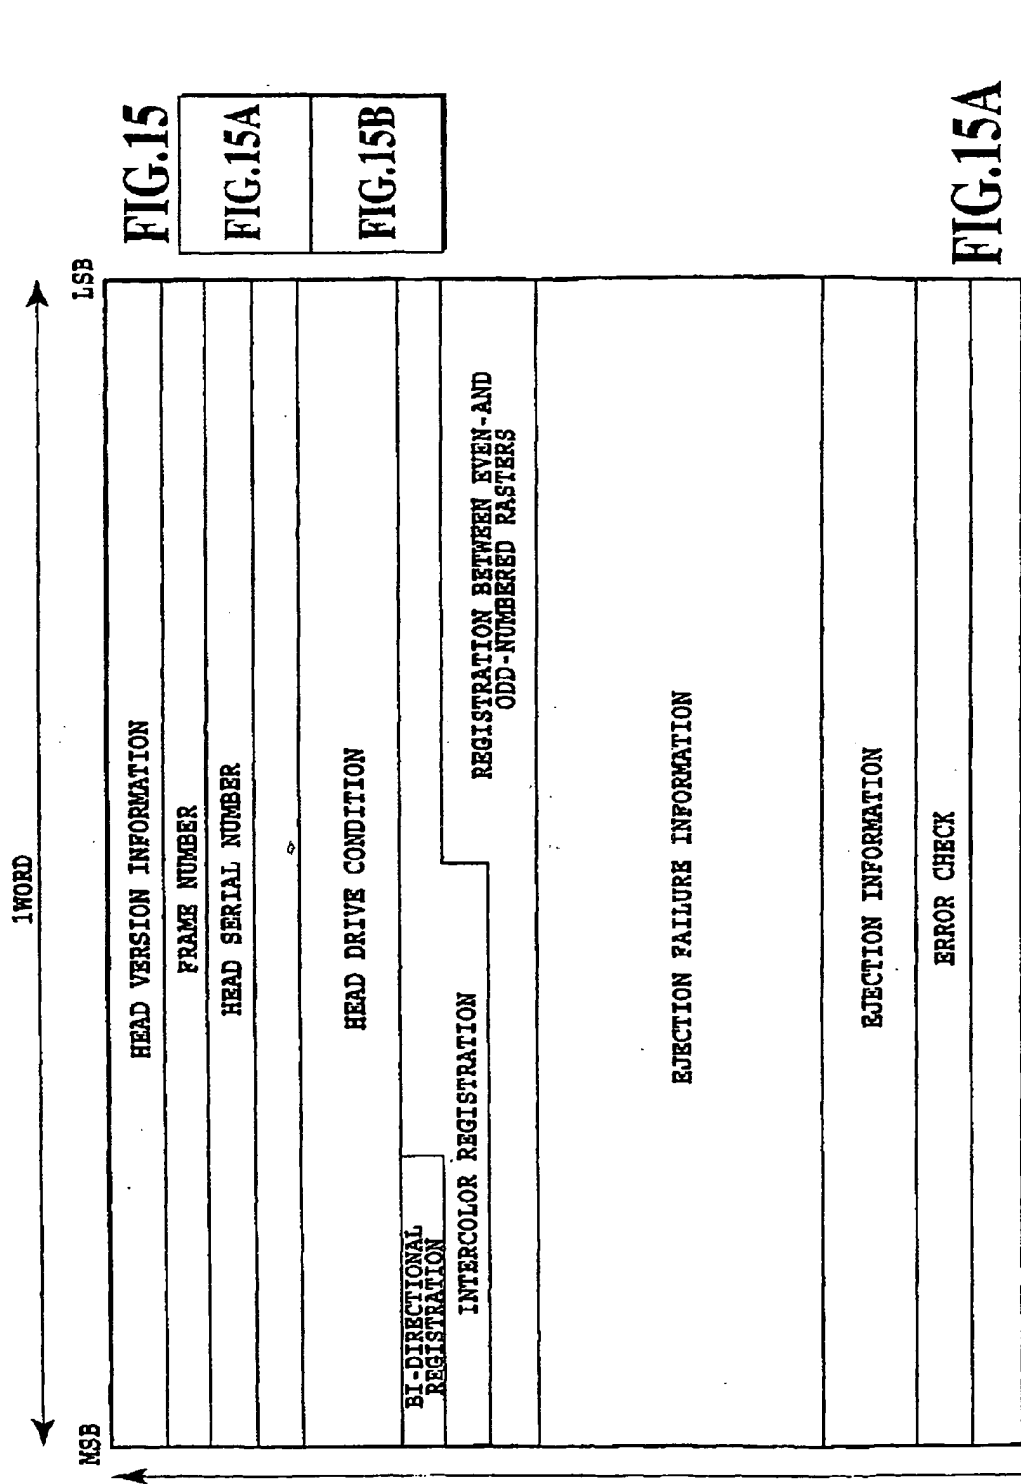 1WORD
MSB
LSB
HEAD VERSION INFORMATION
FRAME NUMBER
HEAD SERIAL NUMBER
HEAD DRIVE CONDITION
BI-DIRECTIONAL
REGISTRATION
INTERCOLOR REGISTRATION
REGISTRATION BETWEEN EVEN-AND
ODD-NUMBERED RASTERS
EJECTION FAILURE INFORMATION
EJECTION INFORMATION
ERROR CHECK
FIG.15
FIG.15A
FIG.15B
FIG.15A